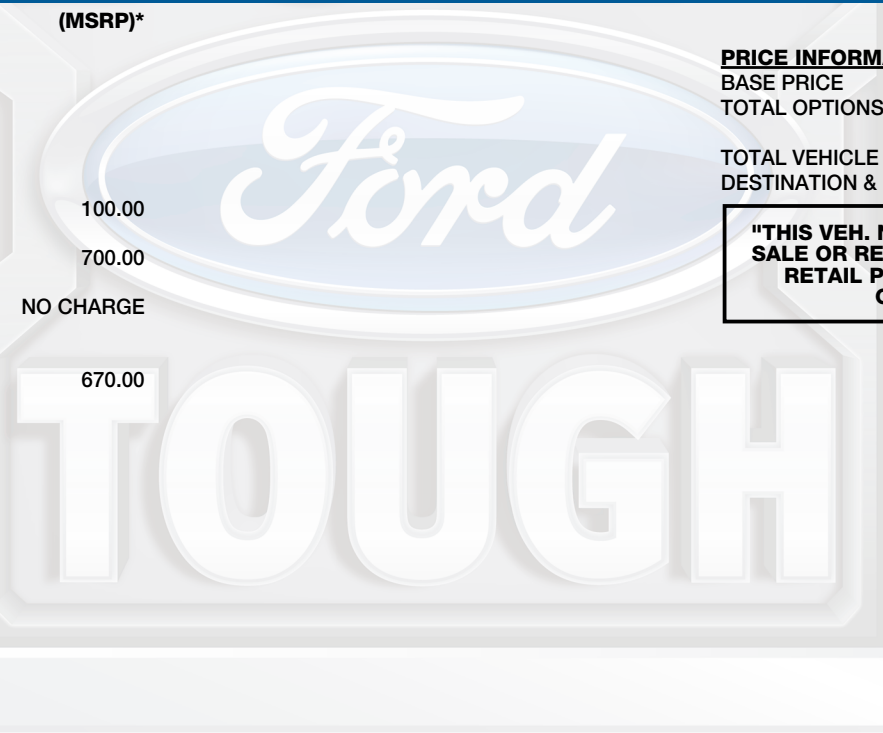 (MSRP)*
100.00
700.00
NO CHARGE
670.00
PRICE INFORM
BASE PRICE
TOTAL OPTIONS
TOTAL VEHICLE
DESTINATION &
"THIS VEH.
SALE OR RE
RETAIL P
Ford
TOUGH